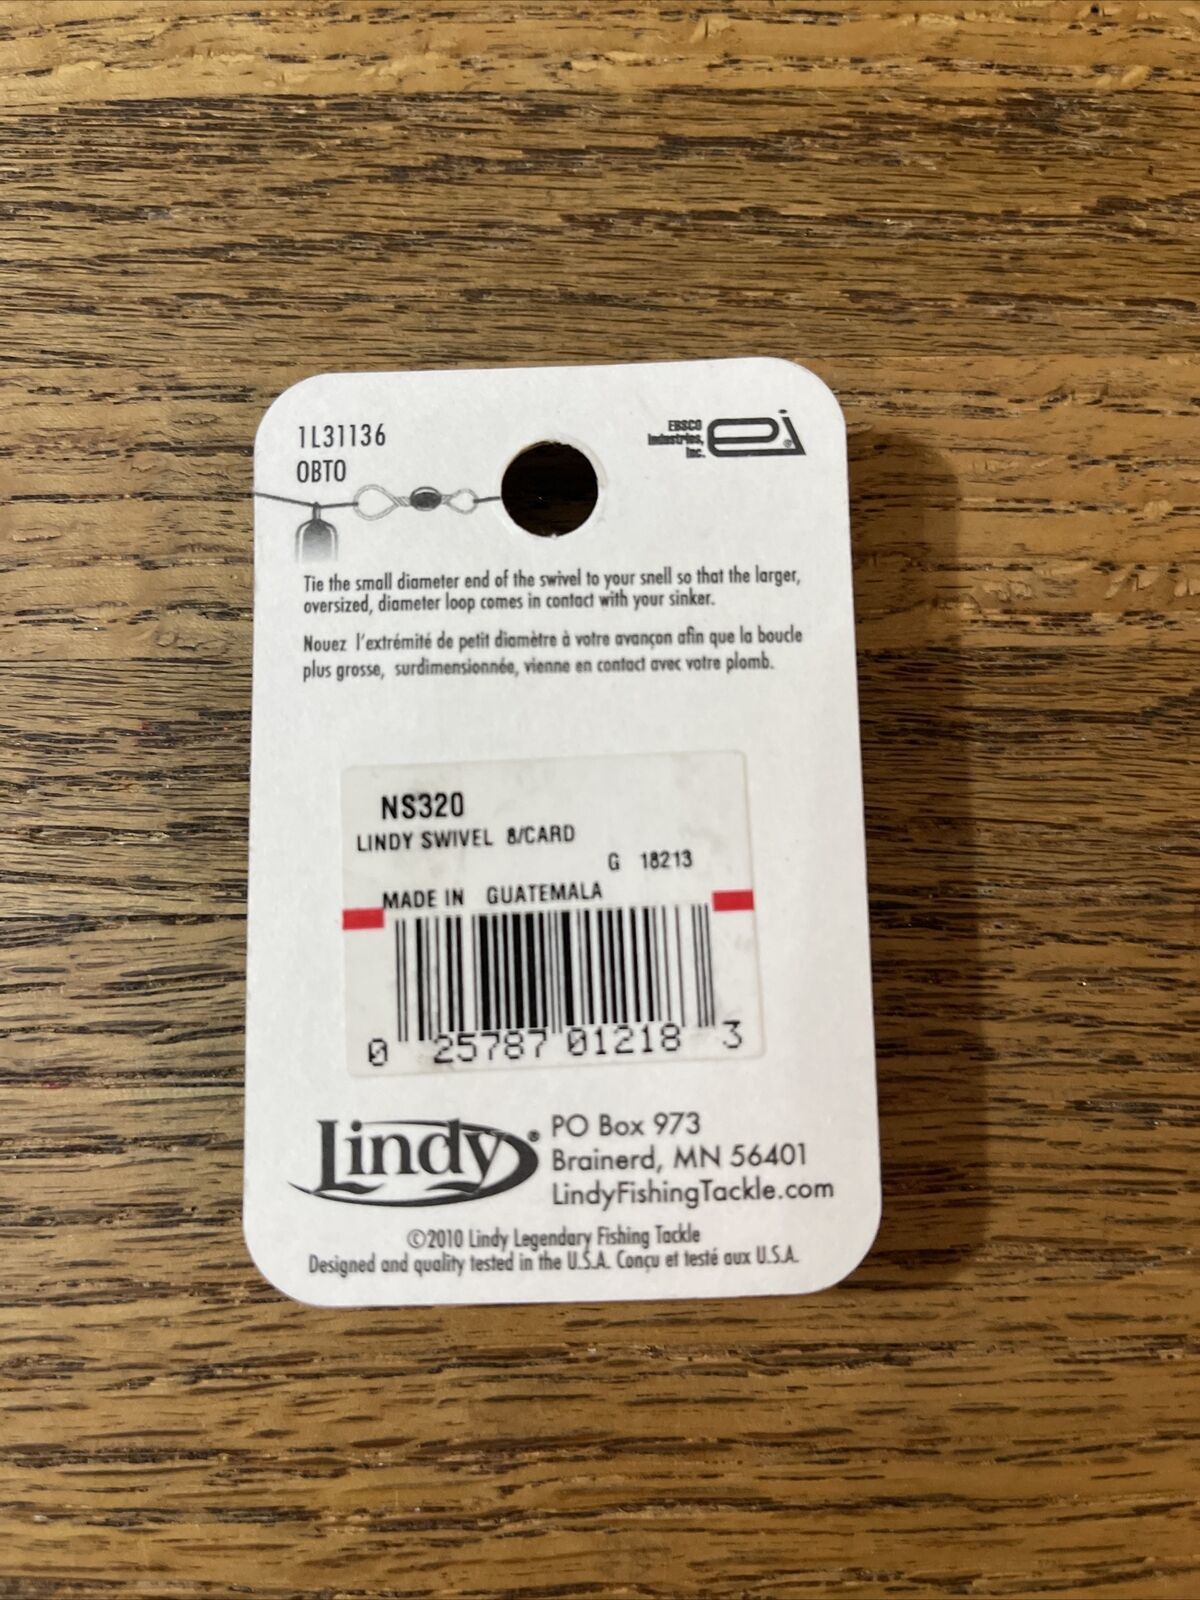 1L31136
OBTO
EBSCO
Industries,
Inc.
ei
Tie the small diameter end of the swivel to your snell so that the larger,
oversized, diameter loop comes in contact with your sinker.
Nouez l'extrémité de petit diamètre à votre avançon afin que la boucle
plus grosse, surdimensionnée, vienne en contact avec votre plomb.
NS320
LINDY SWIVEL 8/CARD
G 18213
MADE IN GUATEMALA
0 25787 01218 3
Lindy®
PO Box 973
Brainerd, MN 56401
LindyFishingTackle.com
©2010 Lindy Legendary Fishing Tackle
Designed and quality tested in the U.S.A. Conçu et testé aux U.S.A.